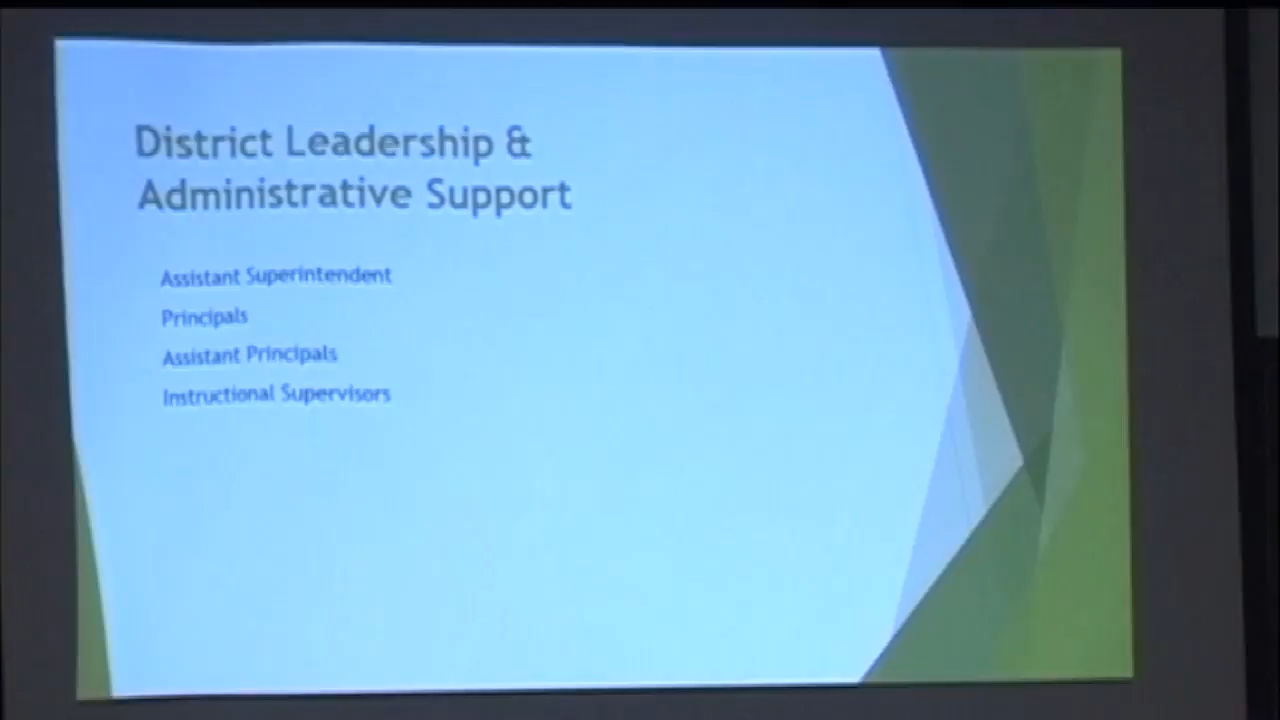 District Leadership &
Administrative Support
Assistant Superintendent
Principals
Assistant Principals
Instructional Supervisors